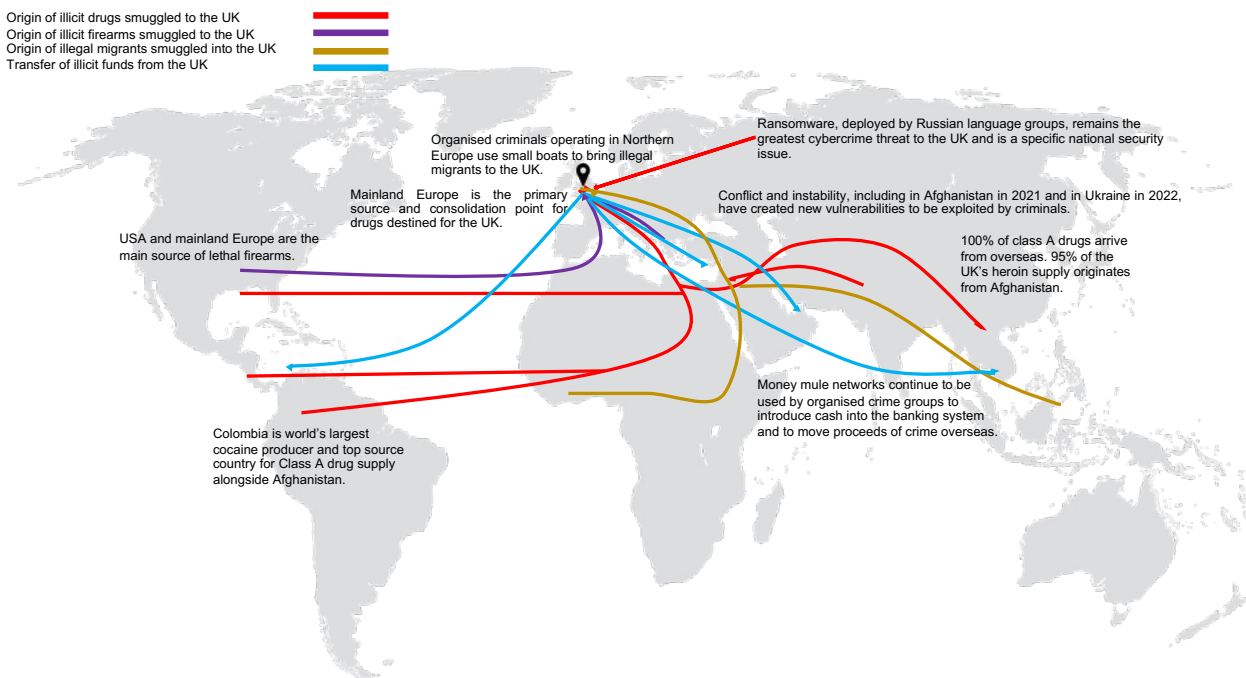 Origin of illicit drugs smuggled to the UK
Origin of illicit firearms smuggled to the UK
Origin of illegal migrants smuggled into the UK
Transfer of illicit funds from the UK
Organised criminals operating in Northern
Europe use small boats to bring illegal
migrants to the UK.
Ransomware, deployed by Russian language groups, remains the
greatest cybercrime threat to the UK and is a specific national security
issue.
Mainland Europe is the primary
source and consolidation point for
drugs destined for the UK.
Conflict and instability, including in Afghanistan in 2021 and in Ukraine in 2022,
have created new vulnerabilities to be exploited by criminals.
USA and mainland Europe are the
main source of lethal firearms.
100% of class A drugs arrive
from overseas. 95% of the
UK's heroin supply originates
from Afghanistan.
Money mule networks continue to be
used by organised crime groups to
introduce cash into the banking system
and to move proceeds of crime overseas.
Colombia is world's largest
cocaine producer and top source
country for Class A drug supply
alongside Afghanistan.